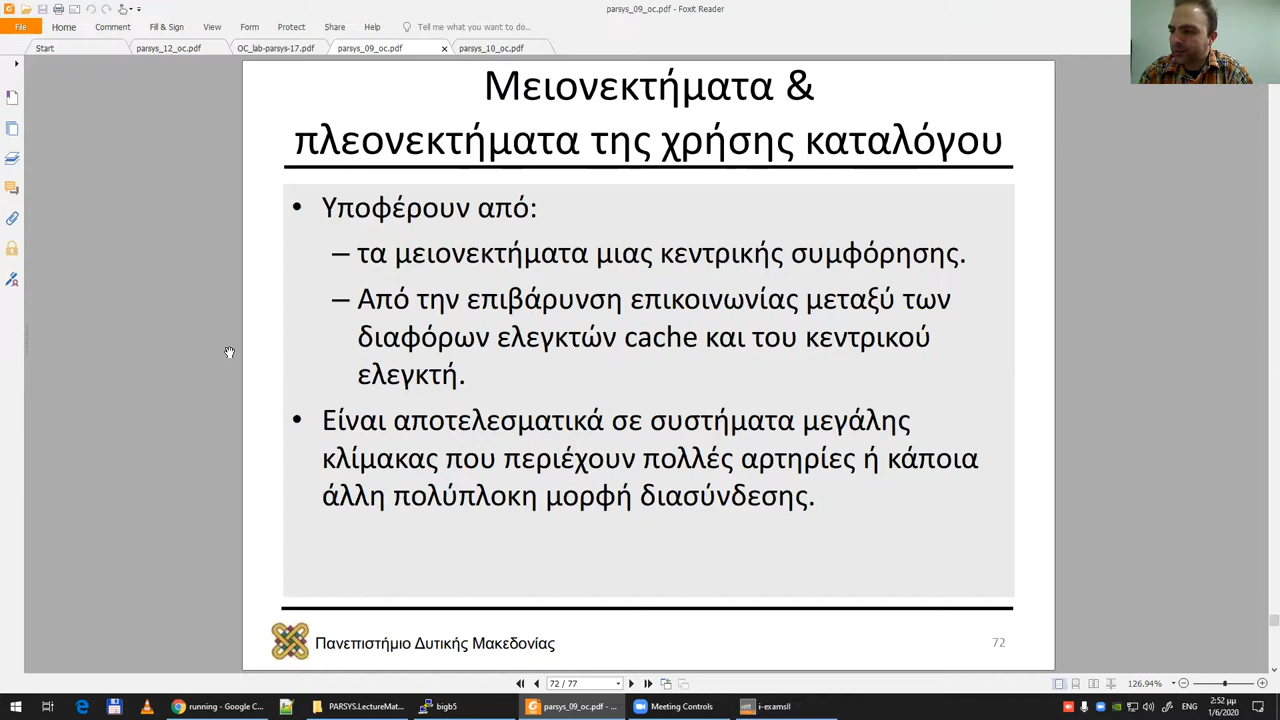 parsys_09_oc.pdf - Foxit Reader
File Home Comment Fill & Sign View Form Protect Share Help Tell me what you want to do...
Start parsys_12_oc.pdf OC_lab-parsys-17.pdf parsys_09_oc.pdf parsys_10_oc.pdf
Μειονεκτήματα &
πλεονεκτήματα της χρήσης καταλόγου
• Υποφέρουν από:
– τα μειονεκτήματα μιας κεντρικής συμφόρησης.
– Από την επιβάρυνση επικοινωνίας μεταξύ των
διαφόρων ελεγκτών cache και του κεντρικού
ελεγκτή.
• Είναι αποτελεσματικά σε συστήματα μεγάλης
κλίμακας που περιέχουν πολλές αρτηρίες ή κάποια
άλλη πολύπλοκη μορφή διασύνδεσης.
Πανεπιστήμιο Δυτικής Μακεδονίας
72
72 / 77
126.94%
running - Google C... PARSYS.LectureMat... bigb5 parsys_09_oc.pdf - ... Meeting Controls i-examsII
ENG
2:52 μμ
1/6/2020